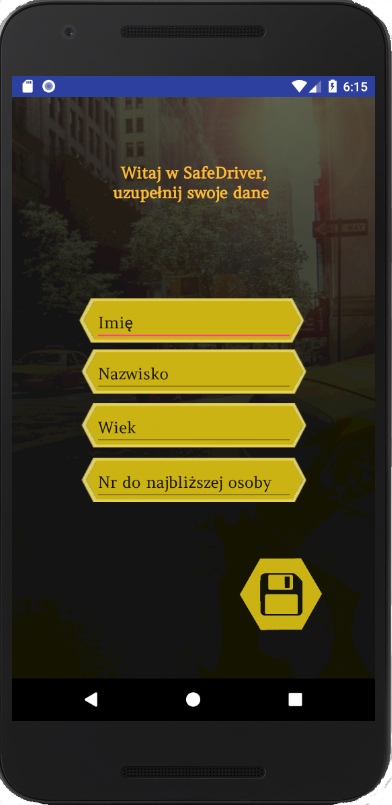 6:15
Witaj w SafeDriver,
uzupełnij swoje dane
Imię
Nazwisko
Wiek
Nr do najbliższej osoby